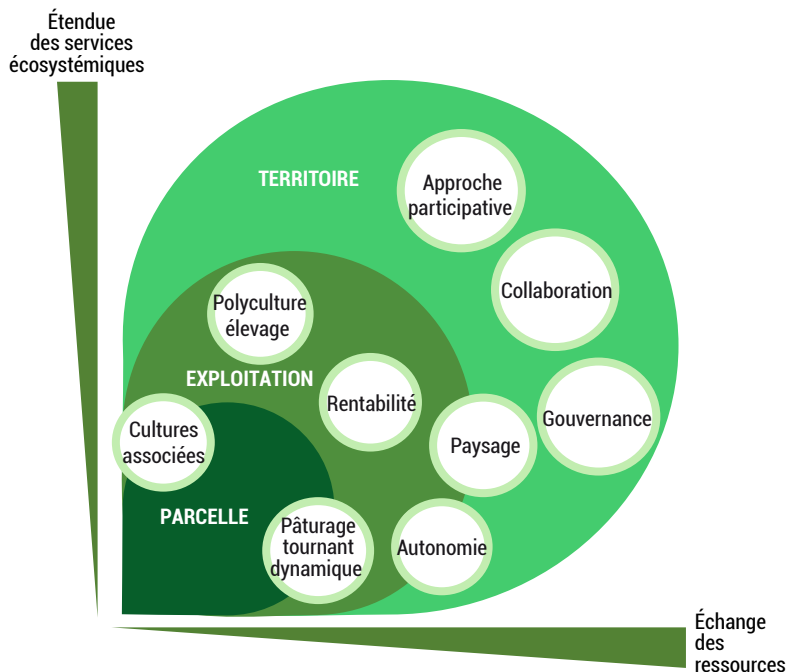 Étendue
des services
écosystémiques
TERRITOIRE
Approche
participative
Collaboration
Polyculture
élevage
EXPLOITATION
Rentabilité
Gouvernance
Cultures
associées
Paysage
PARCELLE
Pâturage
tournant
dynamique
Autonomie
Échange
des
ressources